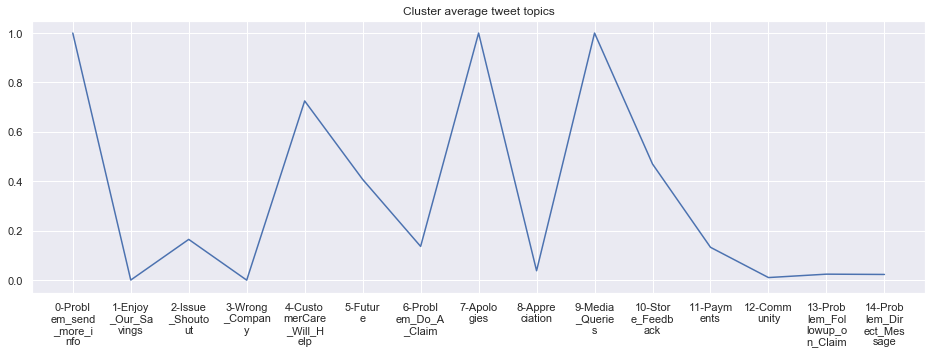 Cluster average tweet topics
1.0
0.8
0.6
0.4
0.2
0.0
0-Probl
em_send
_more_i
nfo
1-Enjoy
_Our_Sa
vings
2-Issue
_Shouto
ut
3-Wrong
_Compan
y
4-Custo
merCare
_Will_H
elp
5-Futur
e
6-Probl
em_Do_A
_Claim
7-Apolo
gies
8-Appre
ciation
9-Media
_Querie
s
10-Stor
e_Feedb
ack
11-Paym
ents
12-Comm
unity
13-Prob
lem_Fol
lowup_o
n_Claim
14-Prob
lem_Dir
ect_Mes
sage